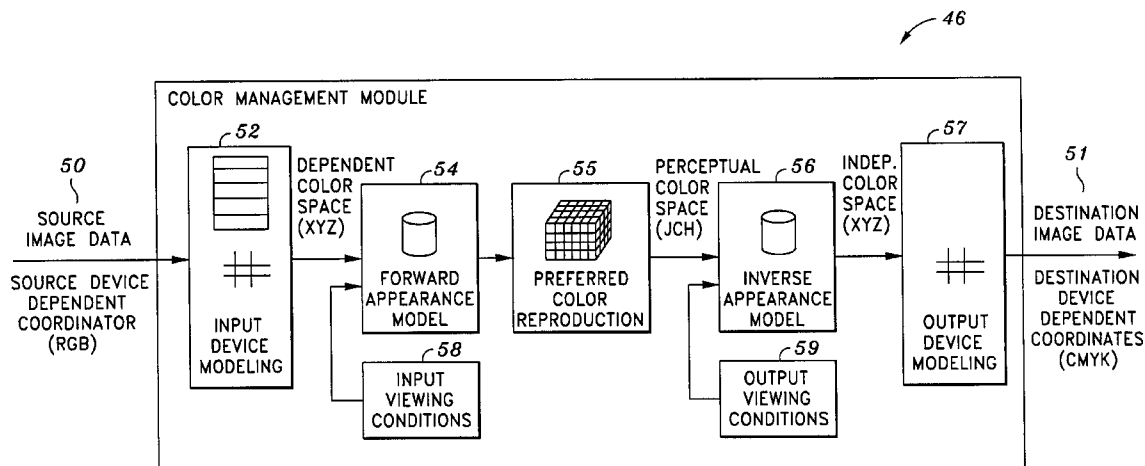 46
COLOR MANAGEMENT MODULE
50
SOURCE
IMAGE DATA
SOURCE DEVICE
DEPENDENT
COORDINATOR
(RGB)
52
INPUT
DEVICE
MODELING
DEPENDENT
COLOR
SPACE
(XYZ)
54
FORWARD
APPEARANCE
MODEL
58
INPUT
VIEWING
CONDITIONS
55
PREFERRED
COLOR
REPRODUCTION
PERCEPTUAL
COLOR
SPACE
(JCH)
56
INVERSE
APPEARANCE
MODEL
59
OUTPUT
VIEWING
CONDITIONS
INDEP.
COLOR
SPACE
(XYZ)
57
OUTPUT
DEVICE
MODELING
51
DESTINATION
IMAGE DATA
DESTINATION
DEVICE
DEPENDENT
COORDINATES
(CMYK)